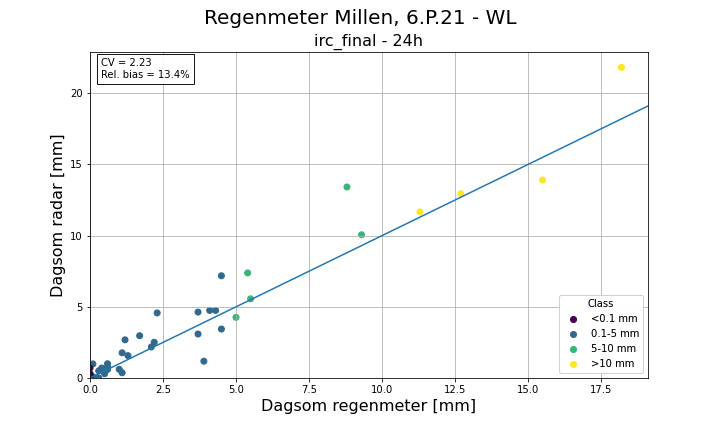 Regenmeter Millen, 6.P.21 - WL
irc_final - 24h
CV = 2.23
Rel. bias = 13.4%
Dagsom radar [mm]
20
15
10
5
0
0.0 2.5 5.0 7.5 10.0 12.5 15.0 17.5
Dagsom regenmeter [mm]
Class
<0.1 mm
0.1-5 mm
5-10 mm
>10 mm